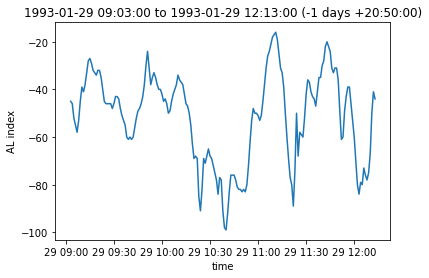 1993-01-29 09:03:00 to 1993-01-29 12:13:00 (-1 days +20:50:00)
−20
−40
−60
−80
−100
AL index
29 09:00 29 09:30 29 10:00 29 10:30 29 11:00 29 11:30 29 12:00
time